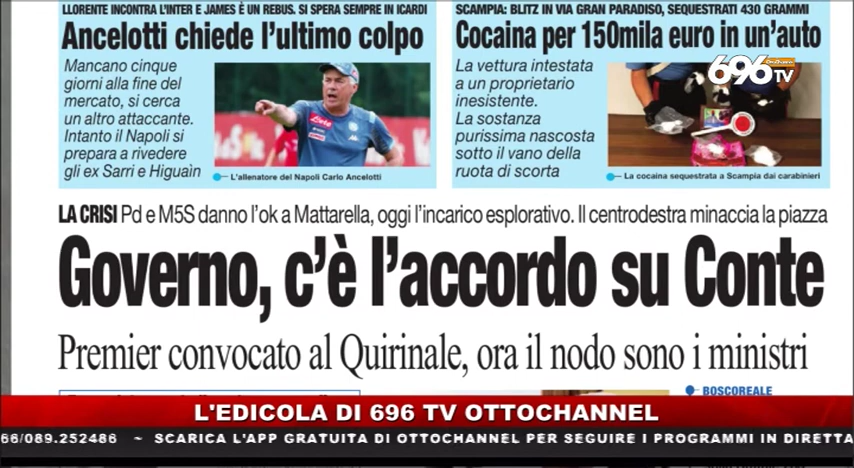 LLORENTE INCONTRA L'INTER E JAMES È UN REBUS. SI SPERA SEMPRE IN ICARDI
Ancelotti chiede l'ultimo colpo
Mancano cinque
giorni alla fine del
mercato, si cerca
un altro attaccante.
Intanto il Napoli si
prepara a rivedere
gli ex Sarri e Higuaìn
L'allenatore del Napoli Carlo Ancelotti
SCAMPIA: BLITZ IN VIA GRAN PARADISO, SEQUESTRATI 430 GRAMMI
Cocaina per 150mila euro in un'auto
La vettura intestata
a un proprietario
inesistente.
La sostanza
purissima nascosta
sotto il vano della
ruota di scorta
La cocaina sequestrata a Scampia dai carabinieri
696 TV
LA CRISI Pd e M5S danno l'ok a Mattarella, oggi l'incarico esplorativo. Il centrodestra minaccia la piazza
Governo, c'è l'accordo su Conte
Premier convocato al Quirinale, ora il nodo sono i ministri
BOSCOREALE
L'EDICOLA DI 696 TV OTTOCHANNEL
66/089.252486 ~ SCARICA L'APP GRATUITA DI OTTOCHANNEL PER SEGUIRE I PROGRAMMI IN DIRETTA